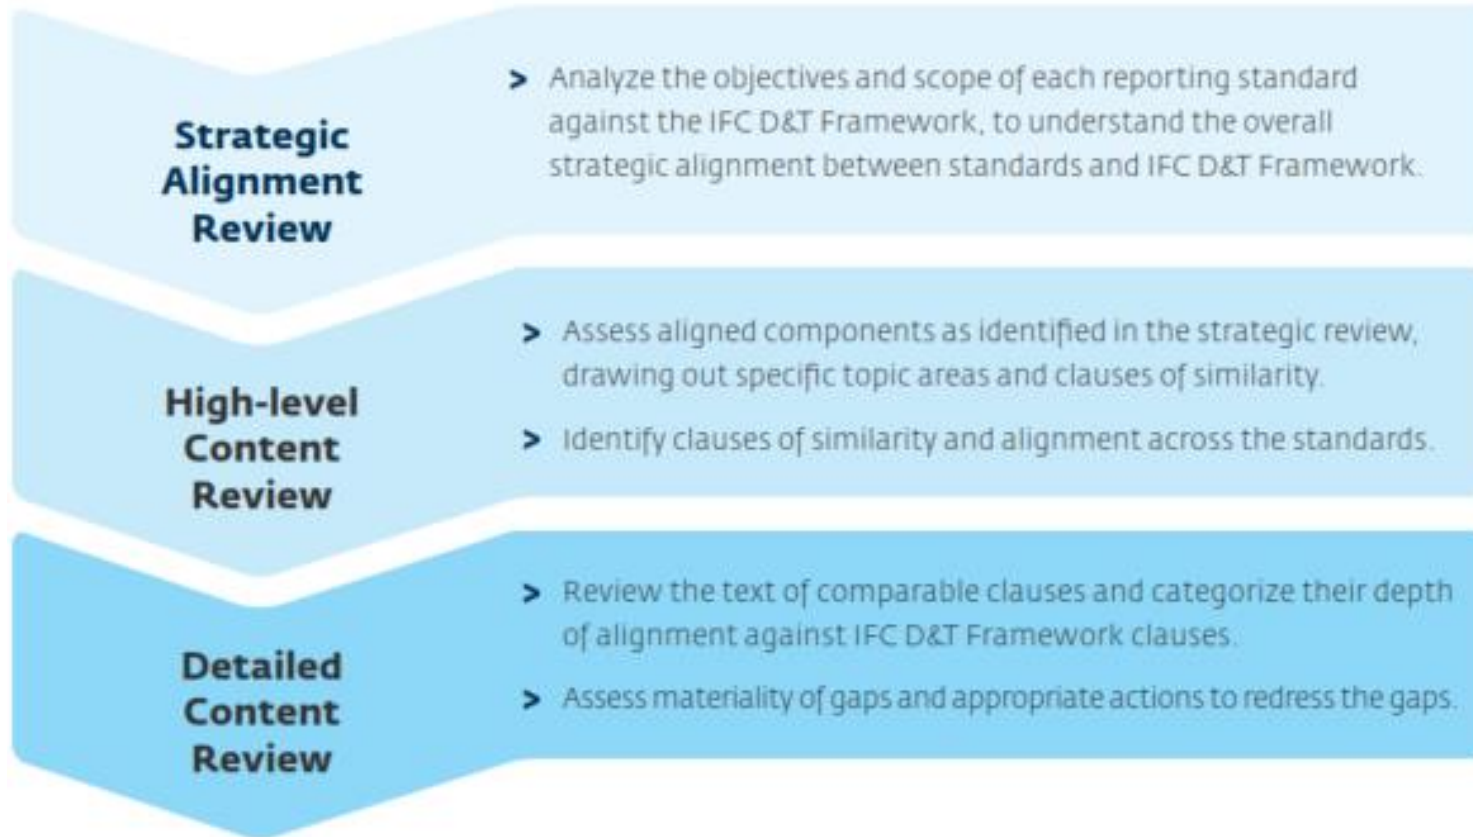 Strategic
Alignment
Review
> Analyze the objectives and scope of each reporting standard
against the IFC D&T Framework, to understand the overall
strategic alignment between standards and IFC D&T Framework.
High-level
Content
Review
> Assess aligned components as identified in the strategic review,
drawing out specific topic areas and clauses of similarity.
> Identify clauses of similarity and alignment across the standards.
Detailed
Content
Review
> Review the text of comparable clauses and categorize their depth
of alignment against IFC D&T Framework clauses.
> Assess materiality of gaps and appropriate actions to redress the gaps.